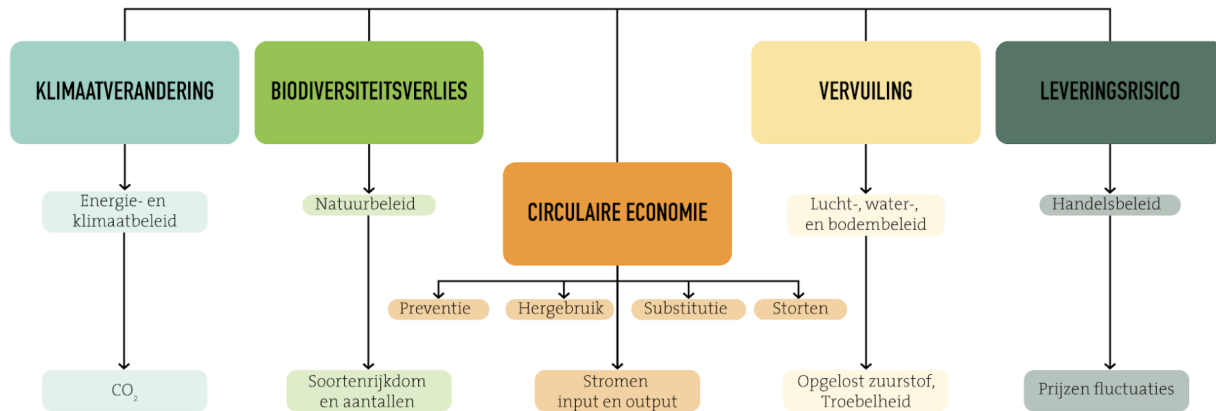 KLIMAATVERANDERING
BIODIVERSITEITSVERLIES
VERVUILING
LEVERINGSRISICO
CIRCULAIRE ECONOMIE
Energie- en
klimaatbeleid
Natuurbeleid
Lucht-, water-,
en bodembeleid
Handelsbeleid
Preventie
Hergebruik
Substitutie
Storten
CO₂
Soortenrijkdom
en aantallen
Stromen
input en output
Opgelost zuurstof,
Troebelheid
Prijzen fluctuaties